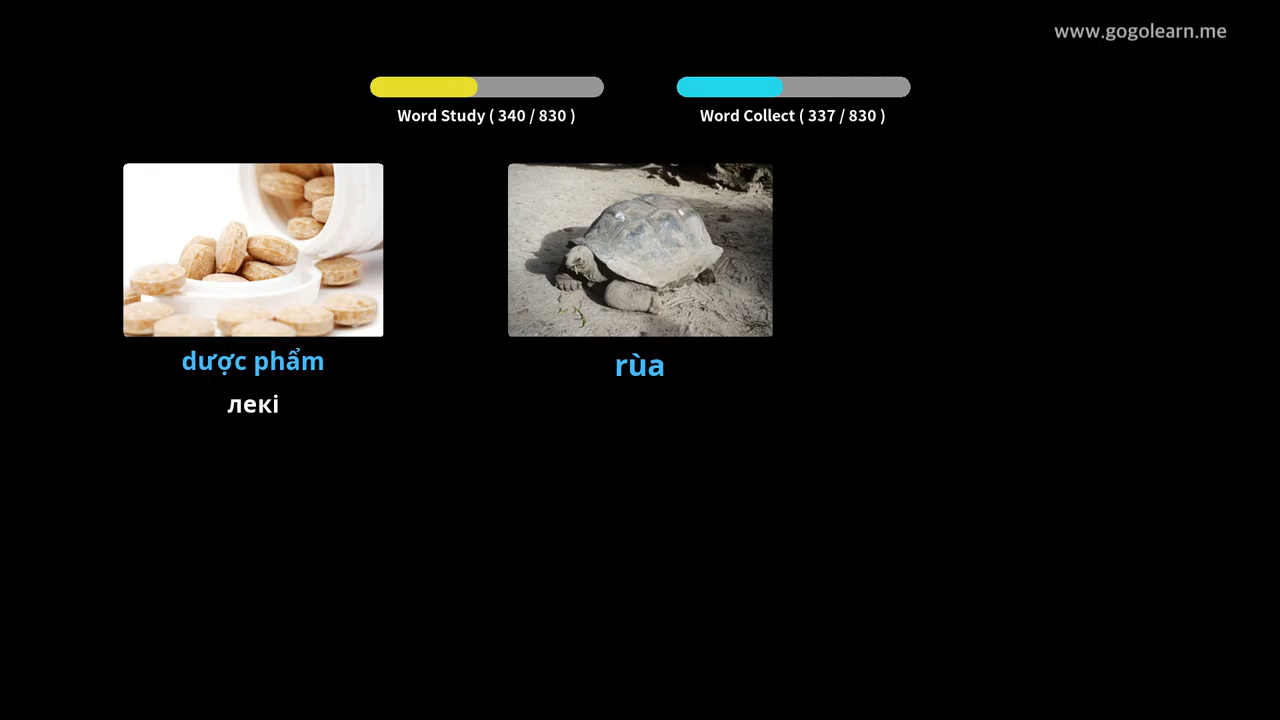 www.gogolearn.me
Word Study ( 340 / 830 )
Word Collect ( 337 / 830 )
dược phẩm
лекі
rùa